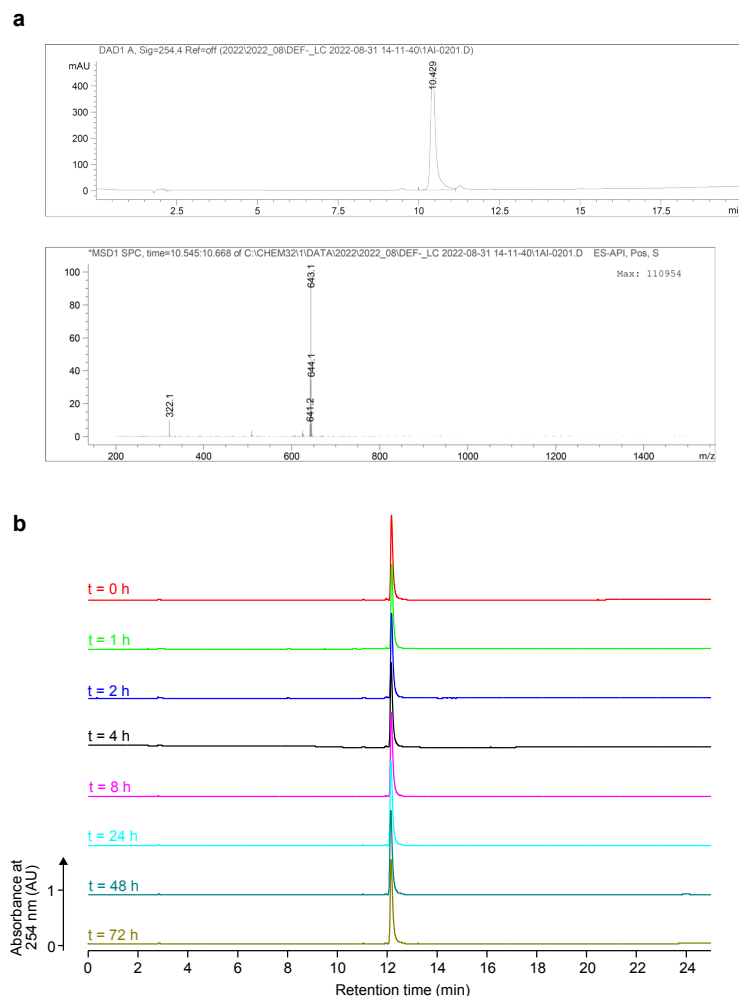 a
DAD1 A, Sig=254,4 Ref=off (2022\2022_08\DEF-_LC 2022-08-31 14-11-40\1AI-0201.D)
mAU
400
300
200
100
0
10.429
2.5 5 7.5 10 12.5 15 17.5 mi
*MSD1 SPC, time=10.545:10.668 of C:\CHEM32\1\DATA\2022\2022_08\DEF-_LC 2022-08-31 14-11-40\1AI-0201.D ES-API, Pos, S
Max: 110954
100
80
60
40
20
0
643.1
644.1
641.2
322.1
200 400 600 800 1000 1200 1400 m/z
b
t = 0 h
t = 1 h
t = 2 h
t = 4 h
t = 8 h
t = 24 h
t = 48 h
t = 72 h
Absorbance at
254 nm (AU)
1
0
0 2 4 6 8 10 12 14 16 18 20 22 24
Retention time (min)